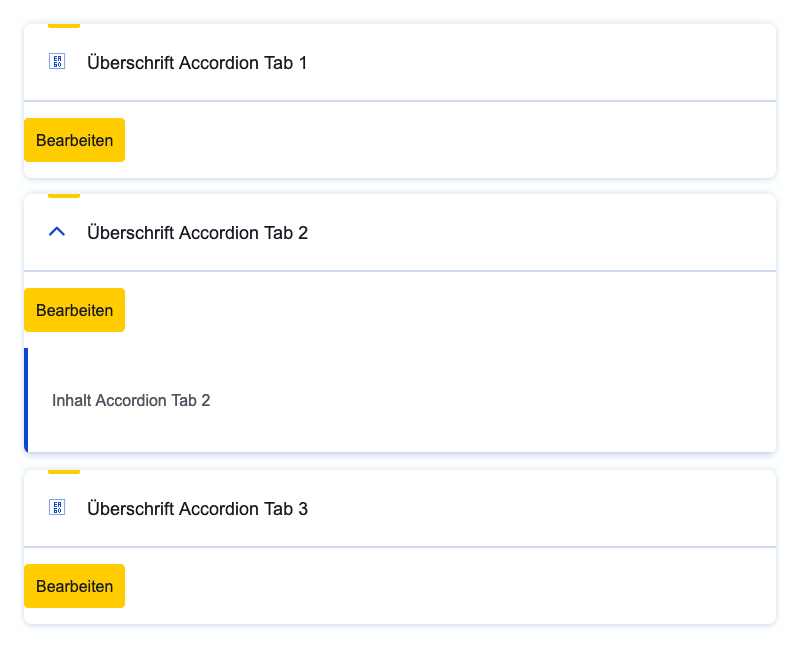 Überschrift Accordion Tab 1
Bearbeiten
Überschrift Accordion Tab 2
Bearbeiten
Inhalt Accordion Tab 2
Überschrift Accordion Tab 3
Bearbeiten